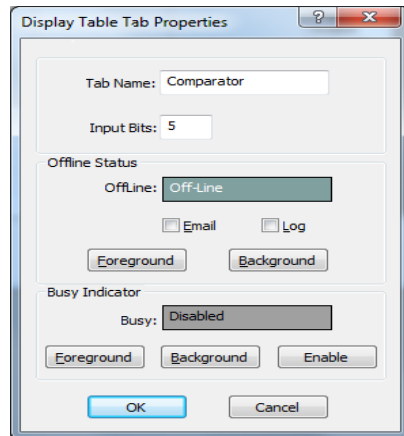 Display Table Tab Properties
Tab Name: Comparator
Input Bits: 5
Offline Status
OffLine: Off-Line
Email Log
Foreground Background
Busy Indicator
Busy: Disabled
Foreground Background Enable
OK Cancel